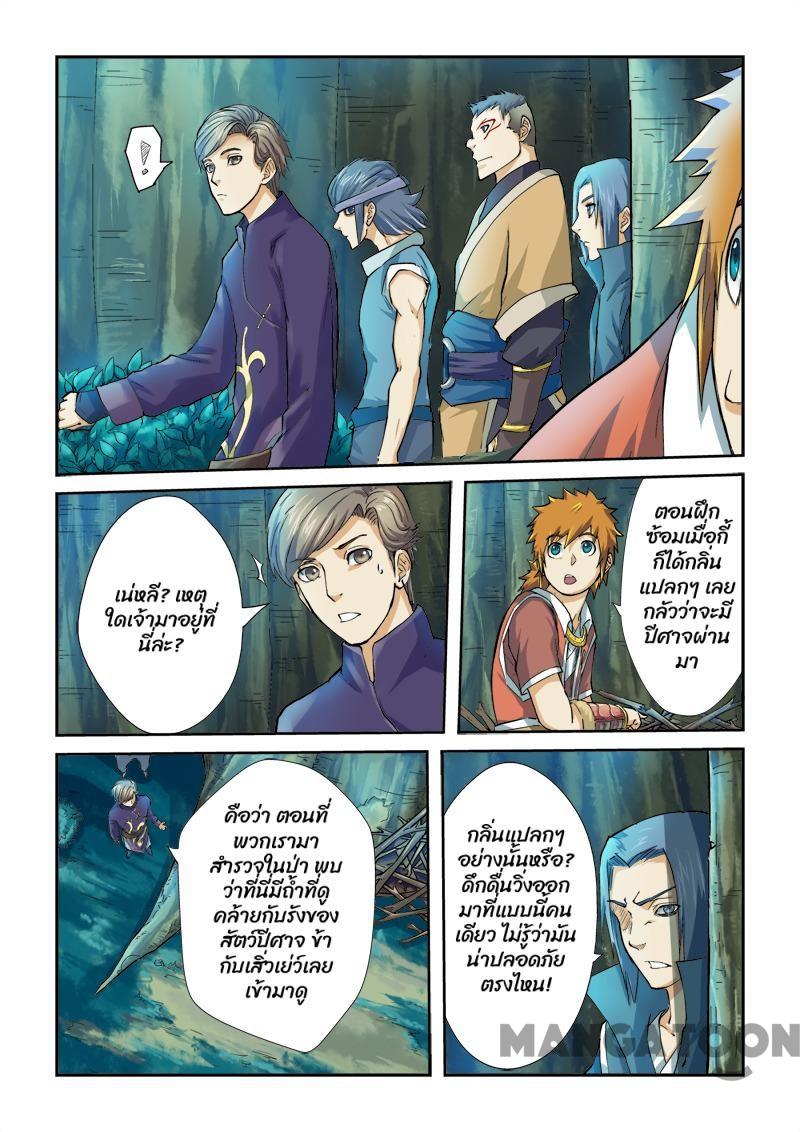 !
เน่หลี? เหตุ
ใดเจ้ามาอยู่ที่
นี่ล่ะ?
ตอนฝึก
ซ้อมเมื่อกี้
ก็ได้กลิ่น
แปลกๆ เลย
กลัวว่าจะมี
ปีศาจผ่าน
มา
คือว่า ตอนที่
พวกเรามา
สำรวจในป่า พบ
ว่าที่นี่มีถ้ำที่ดู
คล้ายกับรังของ
สัตว์ปีศาจ ข้า
กับเสี่วเย่ว์เลย
เข้ามาดู
กลิ่นแปลกๆ
อย่างนั้นหรือ?
ดึกดื่นวิ่งออก
มาที่แบบนี้คน
เดียว ไม่รู้ว่ามัน
น่าปลอดภัย
ตรงไหน!
MANGATOON